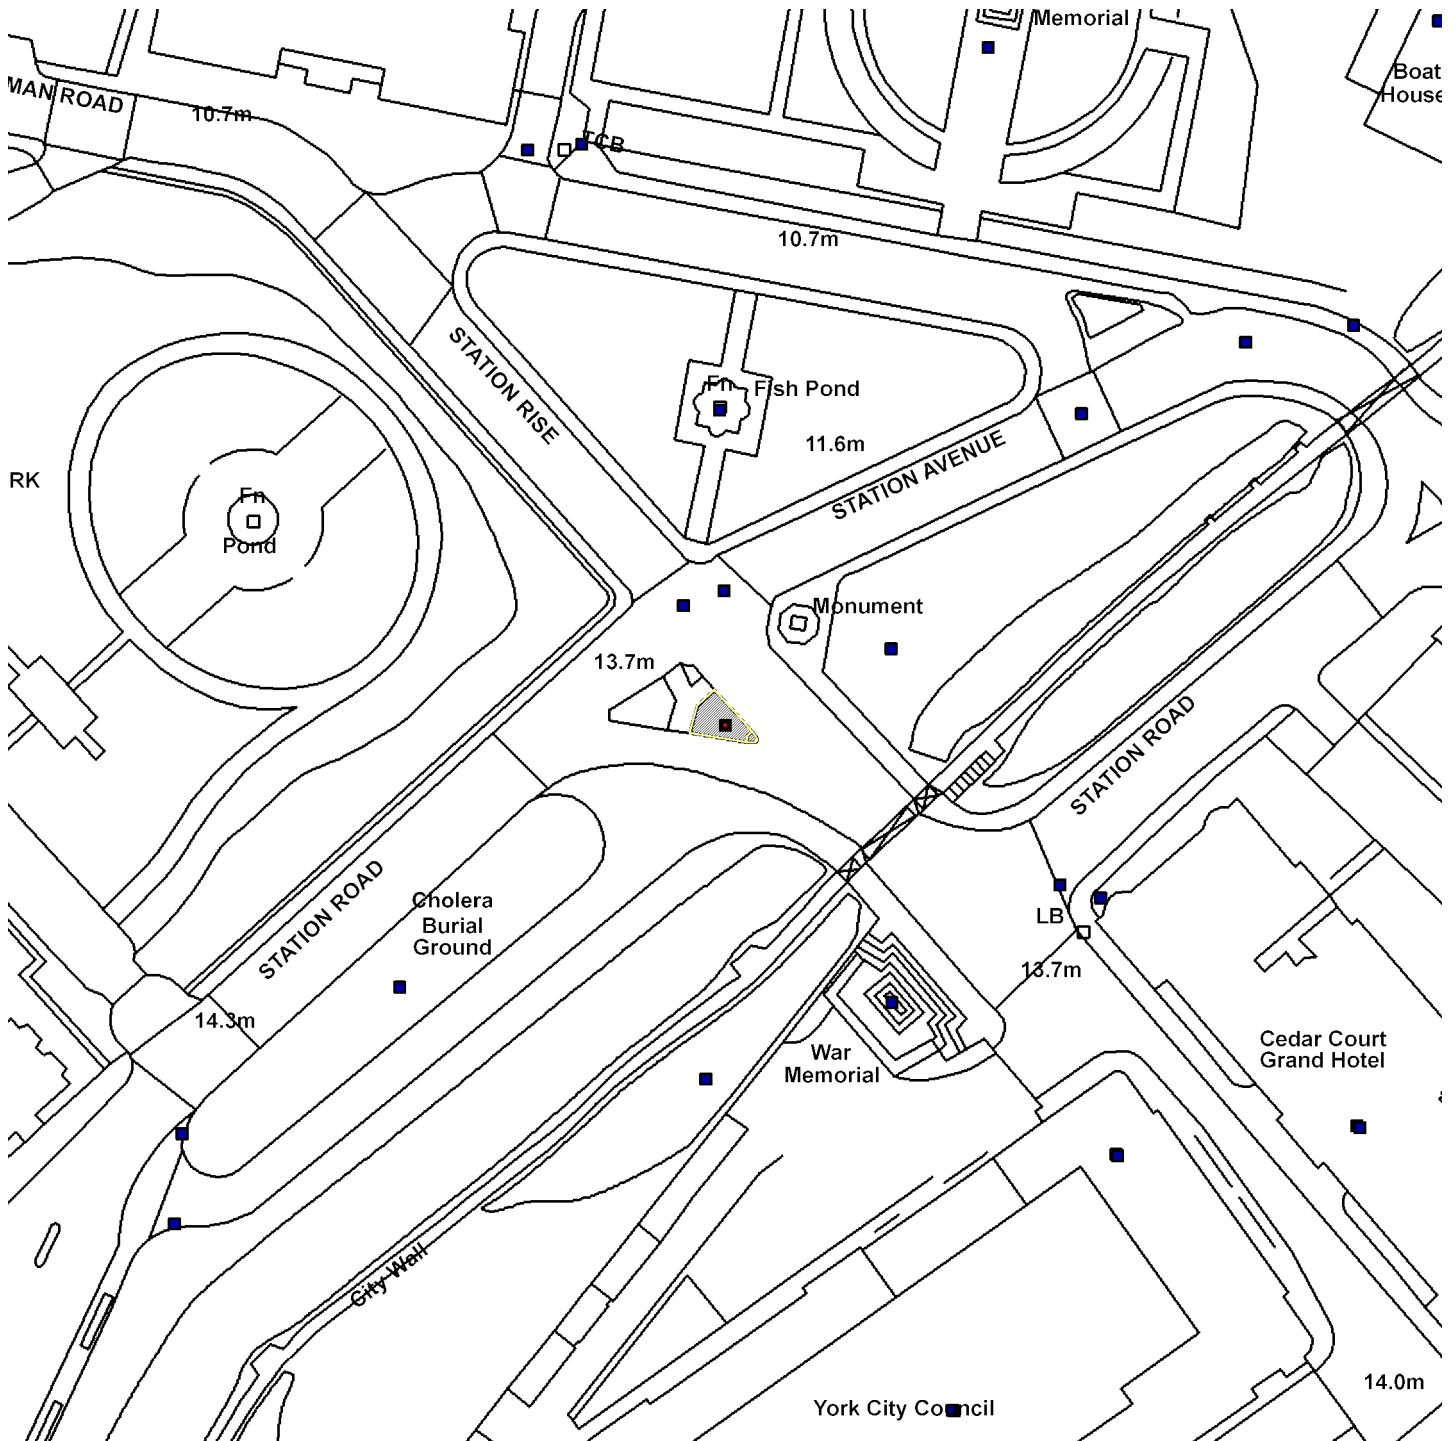 Memorial
Boat
House
MAN ROAD
10.7m
TCB
10.7m
STATION RISE
Fn
Fish Pond
11.6m
STATION AVENUE
RK
Fn
Pond
Monument
13.7m
STATION ROAD
STATION ROAD
Cholera
Burial
Ground
LB
13.7m
14.3m
War
Memorial
Cedar Court
Grand Hotel
City Wall
14.0m
York City Council